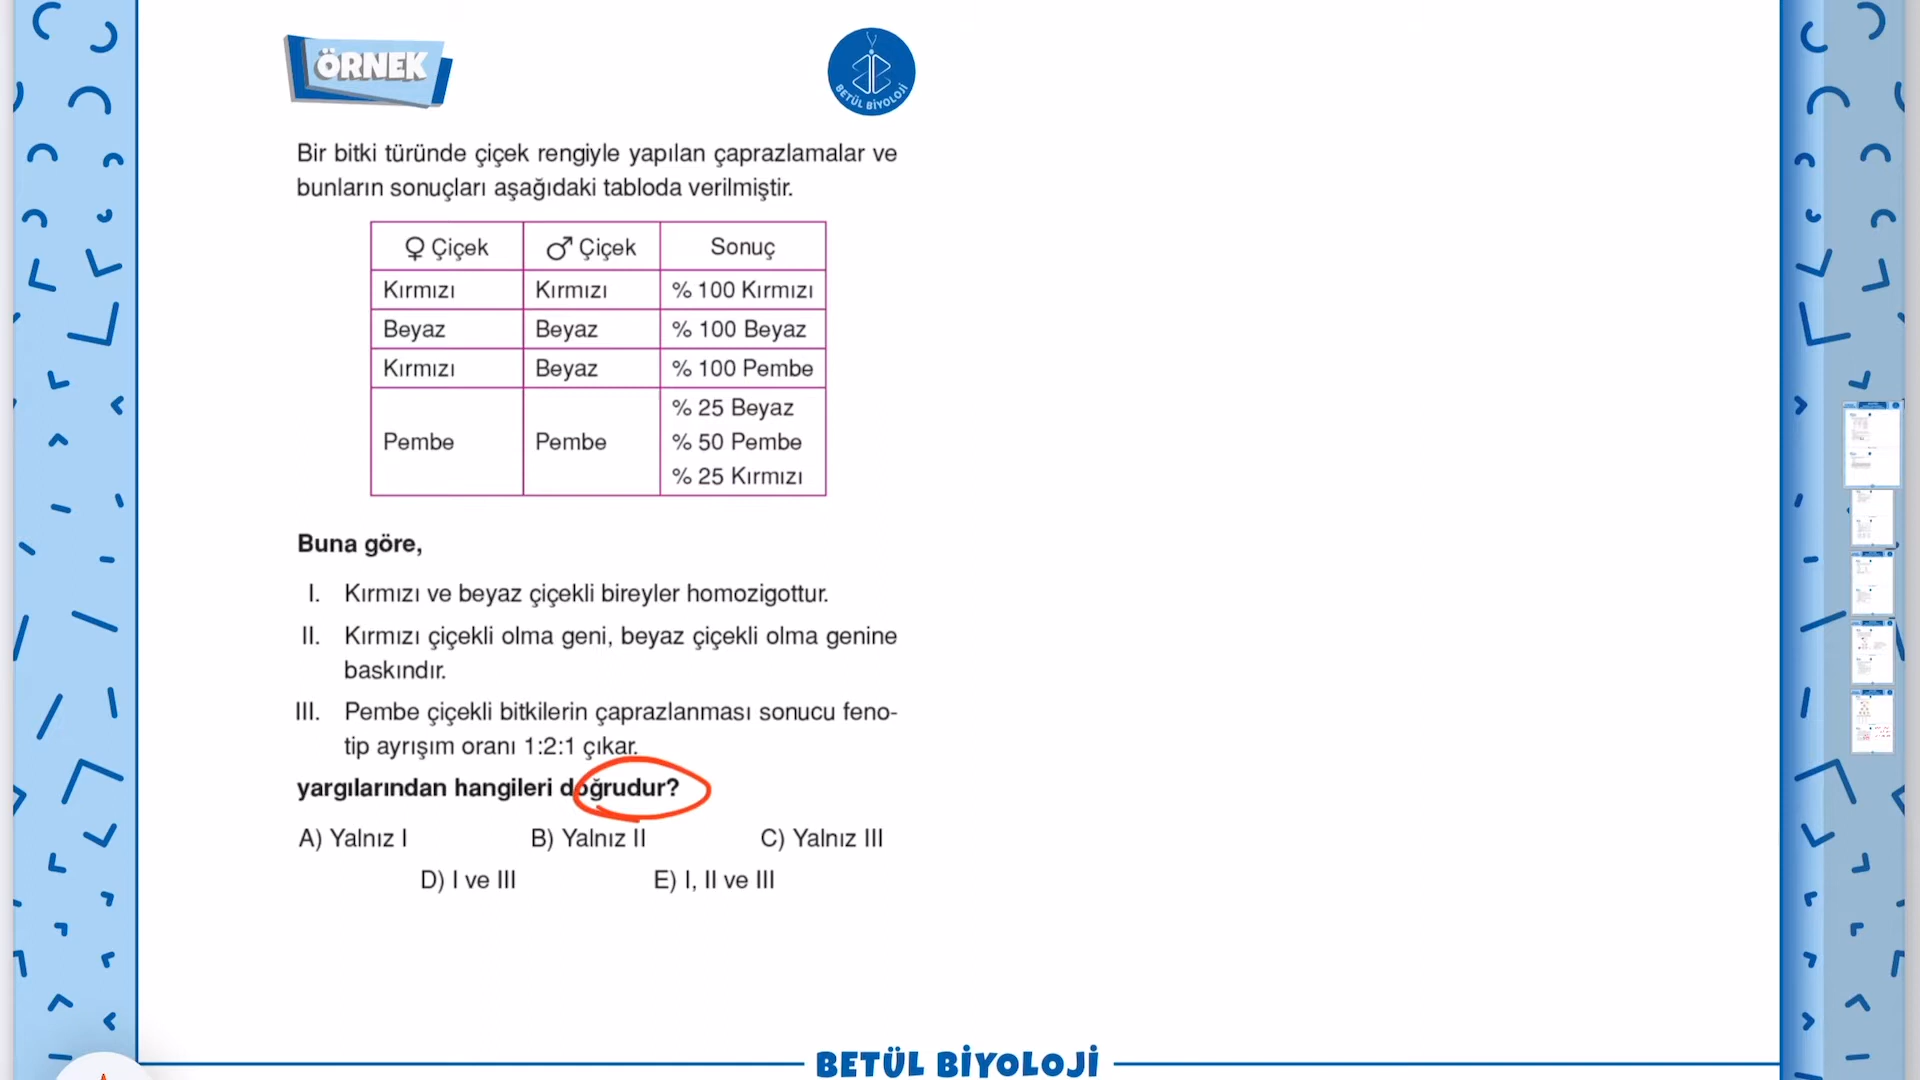 ÖRNEK
BETÜL BİYOLOJİ
Bir bitki türünde çiçek rengiyle yapılan çaprazlamalar ve
bunların sonuçları aşağıdaki tabloda verilmiştir.
♀ Çiçek ♂ Çiçek Sonuç
Kırmızı Kırmızı % 100 Kırmızı
Beyaz Beyaz % 100 Beyaz
Kırmızı Beyaz % 100 Pembe
% 25 Beyaz
Pembe Pembe % 50 Pembe
% 25 Kırmızı
Buna göre,
I. Kırmızı ve beyaz çiçekli bireyler homozigottur.
II. Kırmızı çiçekli olma geni, beyaz çiçekli olma genine
baskındır.
III. Pembe çiçekli bitkilerin çaprazlanması sonucu feno-
tip ayrışım oranı 1:2:1 çıkar.
yargılarından hangileri doğrudur?
A) Yalnız I B) Yalnız II C) Yalnız III
D) I ve III E) I, II ve III
BETÜL BİYOLOJİ